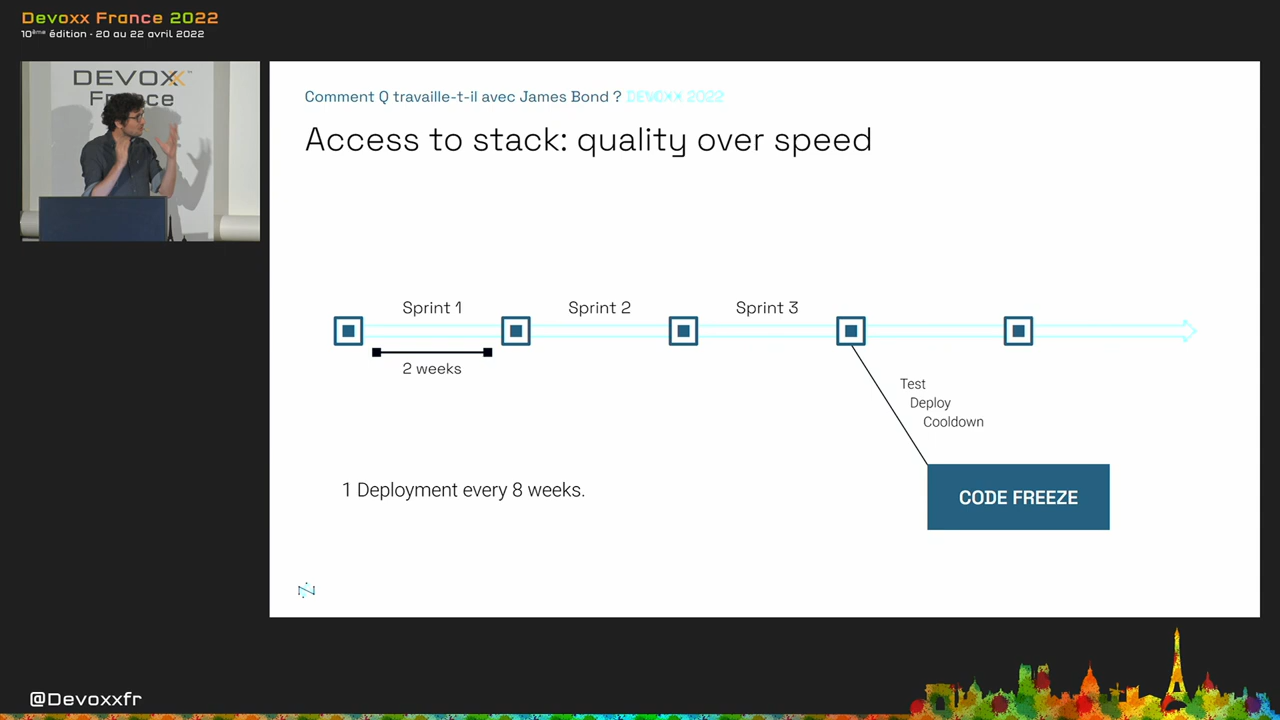 Devoxx France 2022
10ème édition - 20 au 22 avril 2022
DEVOXX
France
Comment Q travaille-t-il avec James Bond ? DEVOXX 2022
Access to stack: quality over speed
Sprint 1
Sprint 2
Sprint 3
2 weeks
Test
Deploy
Cooldown
1 Deployment every 8 weeks.
CODE FREEZE
@Devoxxfr